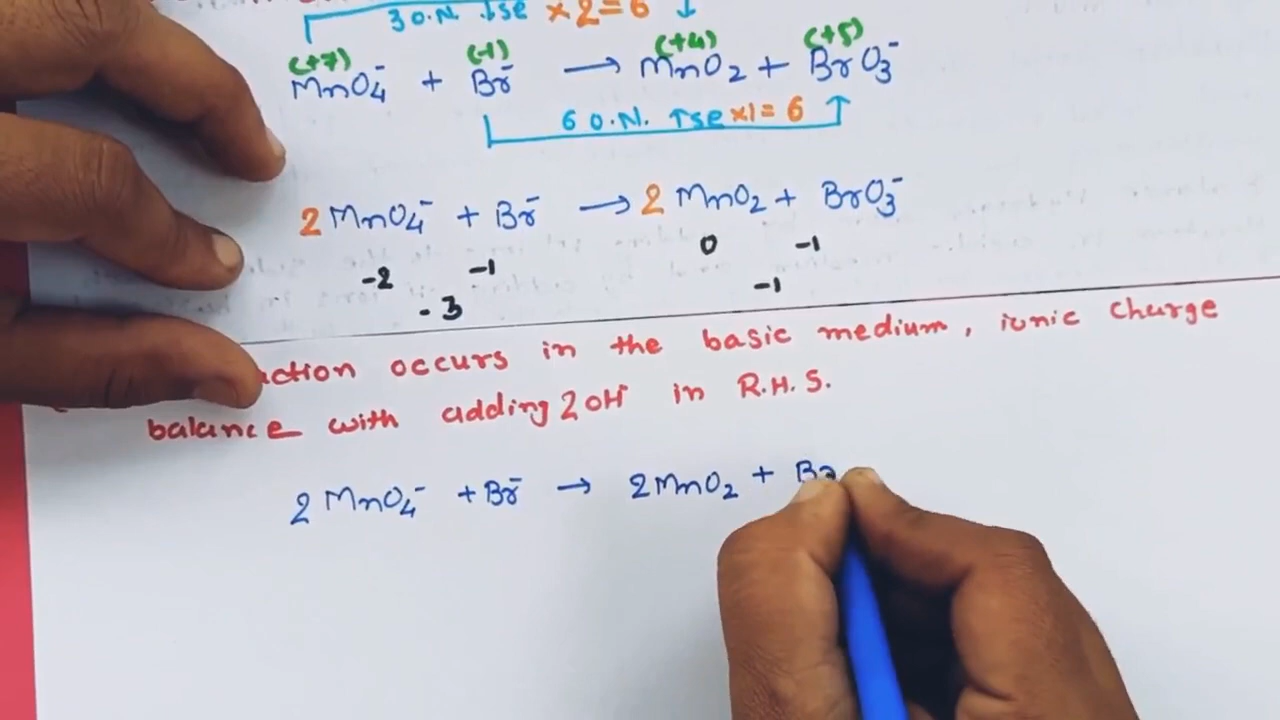 3 O.N. ↓se ×2=6 ↓
(+7) (-1) (+4) (+5)
MnO₄⁻ + Br⁻ → MnO₂ + BrO₃⁻
6 O.N. ↑se ×1=6
2 MnO₄⁻ + Br⁻ → 2 MnO₂ + BrO₃⁻
-2 -1 0 -1
-3 -1
occurs in the basic medium, ionic charge
balance with adding 2OH⁻ in R.H.S.
2 MnO₄⁻ + Br⁻ → 2MnO₂ + Br